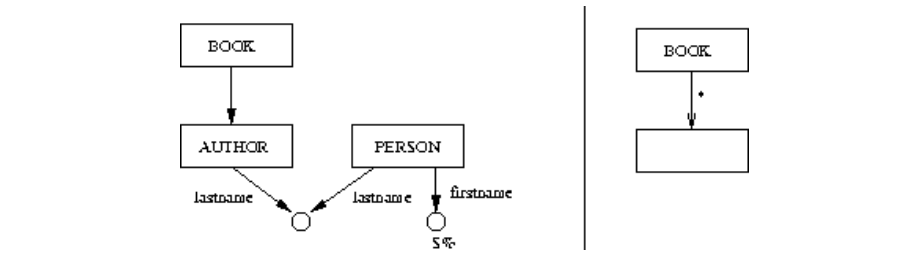 BOOK
BOOK
*
AUTHOR
PERSON
lastname
lastname
firstname
S%